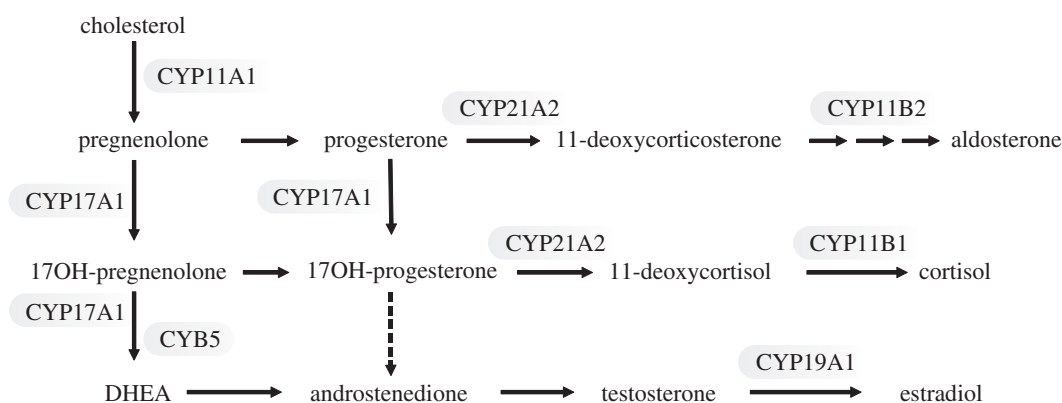 cholesterol
CYP11A1
CYP21A2
CYP11B2
pregnenolone
progesterone
11-deoxycorticosterone
aldosterone
CYP17A1
CYP17A1
CYP21A2
CYP11B1
17OH-pregnenolone
17OH-progesterone
11-deoxycortisol
cortisol
CYP17A1
CYB5
CYP19A1
DHEA
androstenedione
testosterone
estradiol